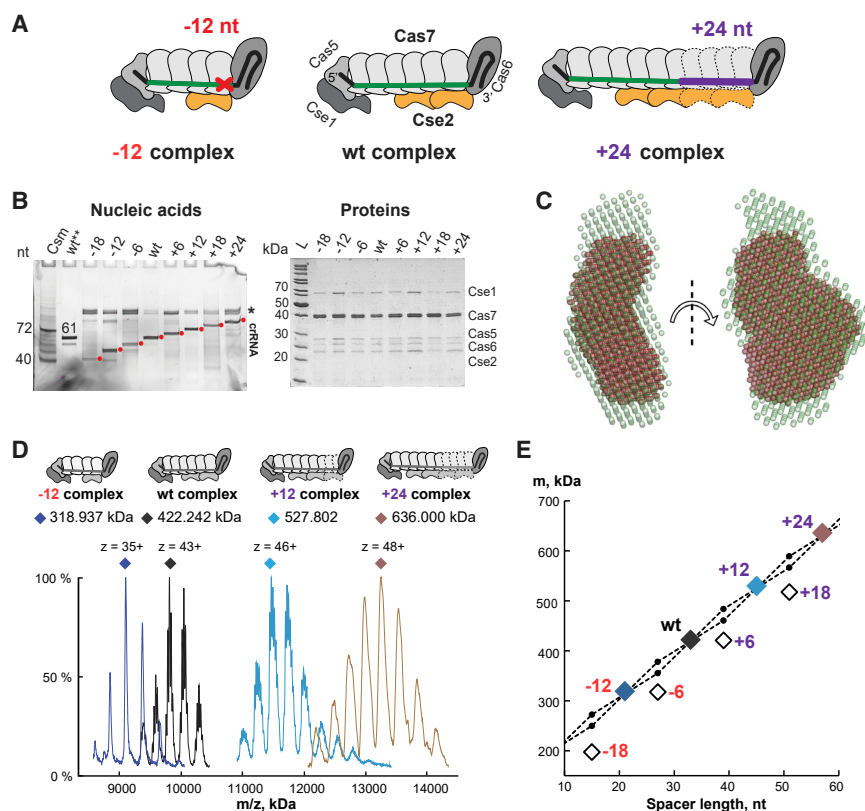 A
-12 nt
Cas7
+24 nt
Cas5
5'
Cse1
3'
Cas6
Cse2
-12 complex
wt complex
+24 complex
B
Nucleic acids
Proteins
nt
Csm
wt**
-18
-12
-6
wt
+6
+12
+18
+24
kDa
L
-18
-12
-6
wt
+6
+12
+18
+24
72
61
40
*
crRNA
70
50
40
30
20
Cse1
Cas7
Cas5
Cas6
Cse2
C
D
-12 complex
wt complex
+12 complex
+24 complex
318.937 kDa
422.242 kDa
527.802
636.000 kDa
z = 35+
z = 43+
z = 46+
z = 48+
100 %
50 %
0 %
9000
10000
11000
12000
13000
14000
m/z, kDa
E
m, kDa
700
600
500
400
300
200
+24
+12
+18
wt
+6
-12
-6
-18
10
20
30
40
50
60
Spacer length, nt